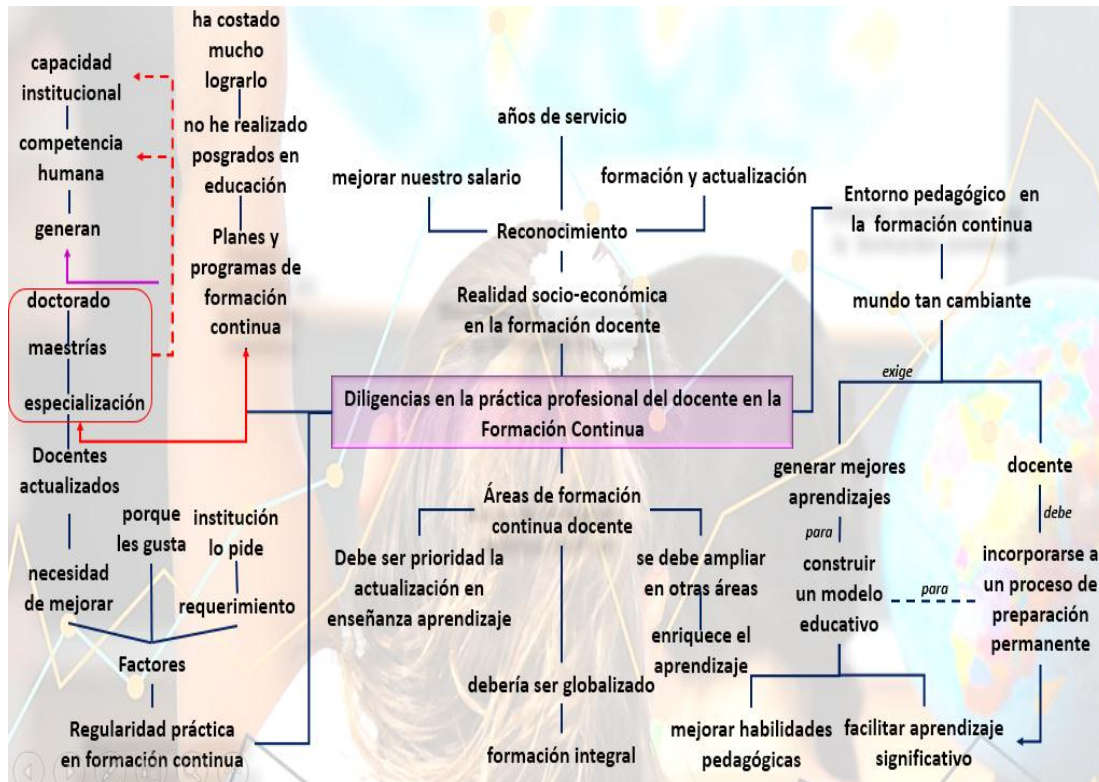 ha costado
mucho
lograrlo
no he realizado
posgrados en
educación
Planes y
programas de
formación
continua
capacidad
institucional
competencia
humana
generan
doctorado
maestrías
especialización
Docentes
actualizados
necesidad
de mejorar
porque
les gusta
institución
lo pide
requerimiento
Factores
Regularidad práctica
en formación continua
años de servicio
mejorar nuestro salario
formación y actualización
Reconocimiento
Realidad socio-económica
en la formación docente
Diligencias en la práctica profesional del docente en la
Formación Continua
Áreas de formación
continua docente
Debe ser prioridad la
actualización en
enseñanza aprendizaje
se debe ampliar
en otras áreas
enriquece el
aprendizaje
debería ser globalizado
formación integral
Entorno pedagógico en
la formación continua
mundo tan cambiante
exige
generar mejores
aprendizajes
para
construir
un modelo
educativo
para
docente
debe
incorporarse a
un proceso de
preparación
permanente
mejorar habilidades
pedagógicas
facilitar aprendizaje
significativo